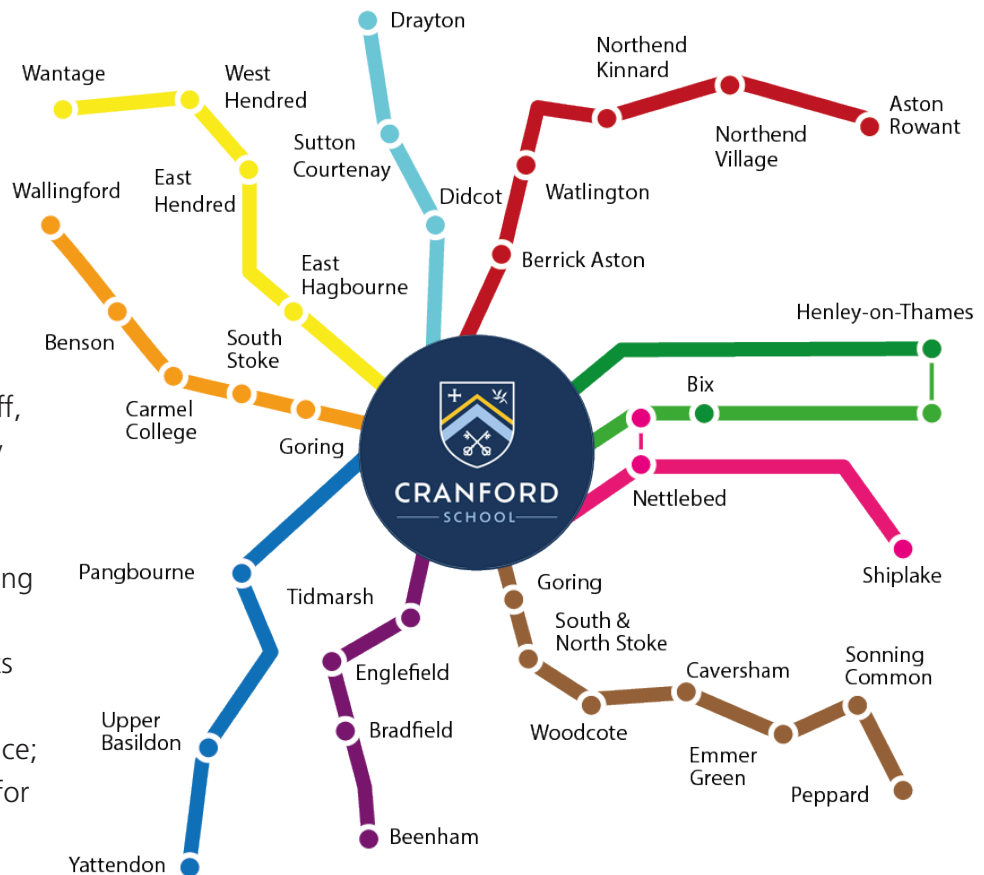 Drayton
Northend
Kinnard
Wantage
West
Hendred
Aston
Rowant
Northend
Village
Sutton
Courtenay
Wallingford
East
Hendred
Didcot
Watlington
East
Hagbourne
Berrick Aston
Henley-on-Thames
Benson
South
Stoke
Bix
Carmel
College
Goring
CRANFORD
SCHOOL
Nettlebed
Pangbourne
Tidmarsh
Goring
Shiplake
South &
North Stoke
Englefield
Caversham
Sonning
Common
Upper
Basildon
Bradfield
Woodcote
Emmer
Green
Peppard
Beenham
Yattendon
ce;
for